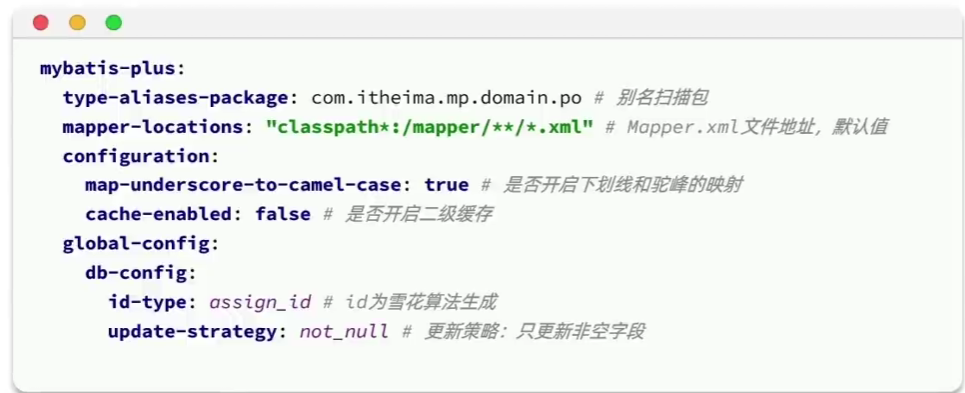 mybatis-plus:
  type-aliases-package: com.itheima.mp.domain.po # 别名扫描包
  mapper-locations: "classpath*:/mapper/**/*.xml" # Mapper.xml文件地址，默认值
  configuration:
    map-underscore-to-camel-case: true # 是否开启下划线和驼峰的映射
    cache-enabled: false # 是否开启二级缓存
  global-config:
    db-config:
      id-type: assign_id # id为雪花算法生成
      update-strategy: not_null # 更新策略：只更新非空字段